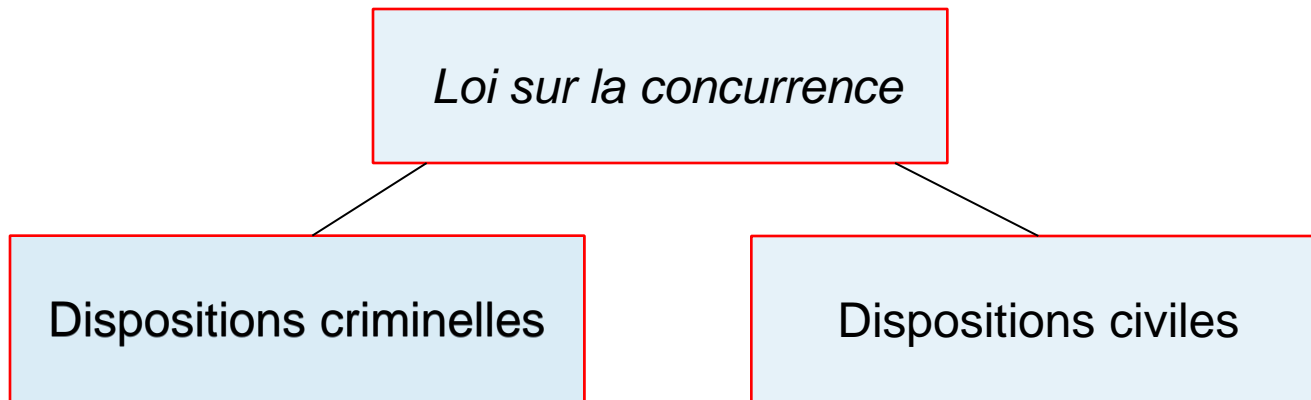 Loi sur la concurrence
Dispositions criminelles
Dispositions civiles